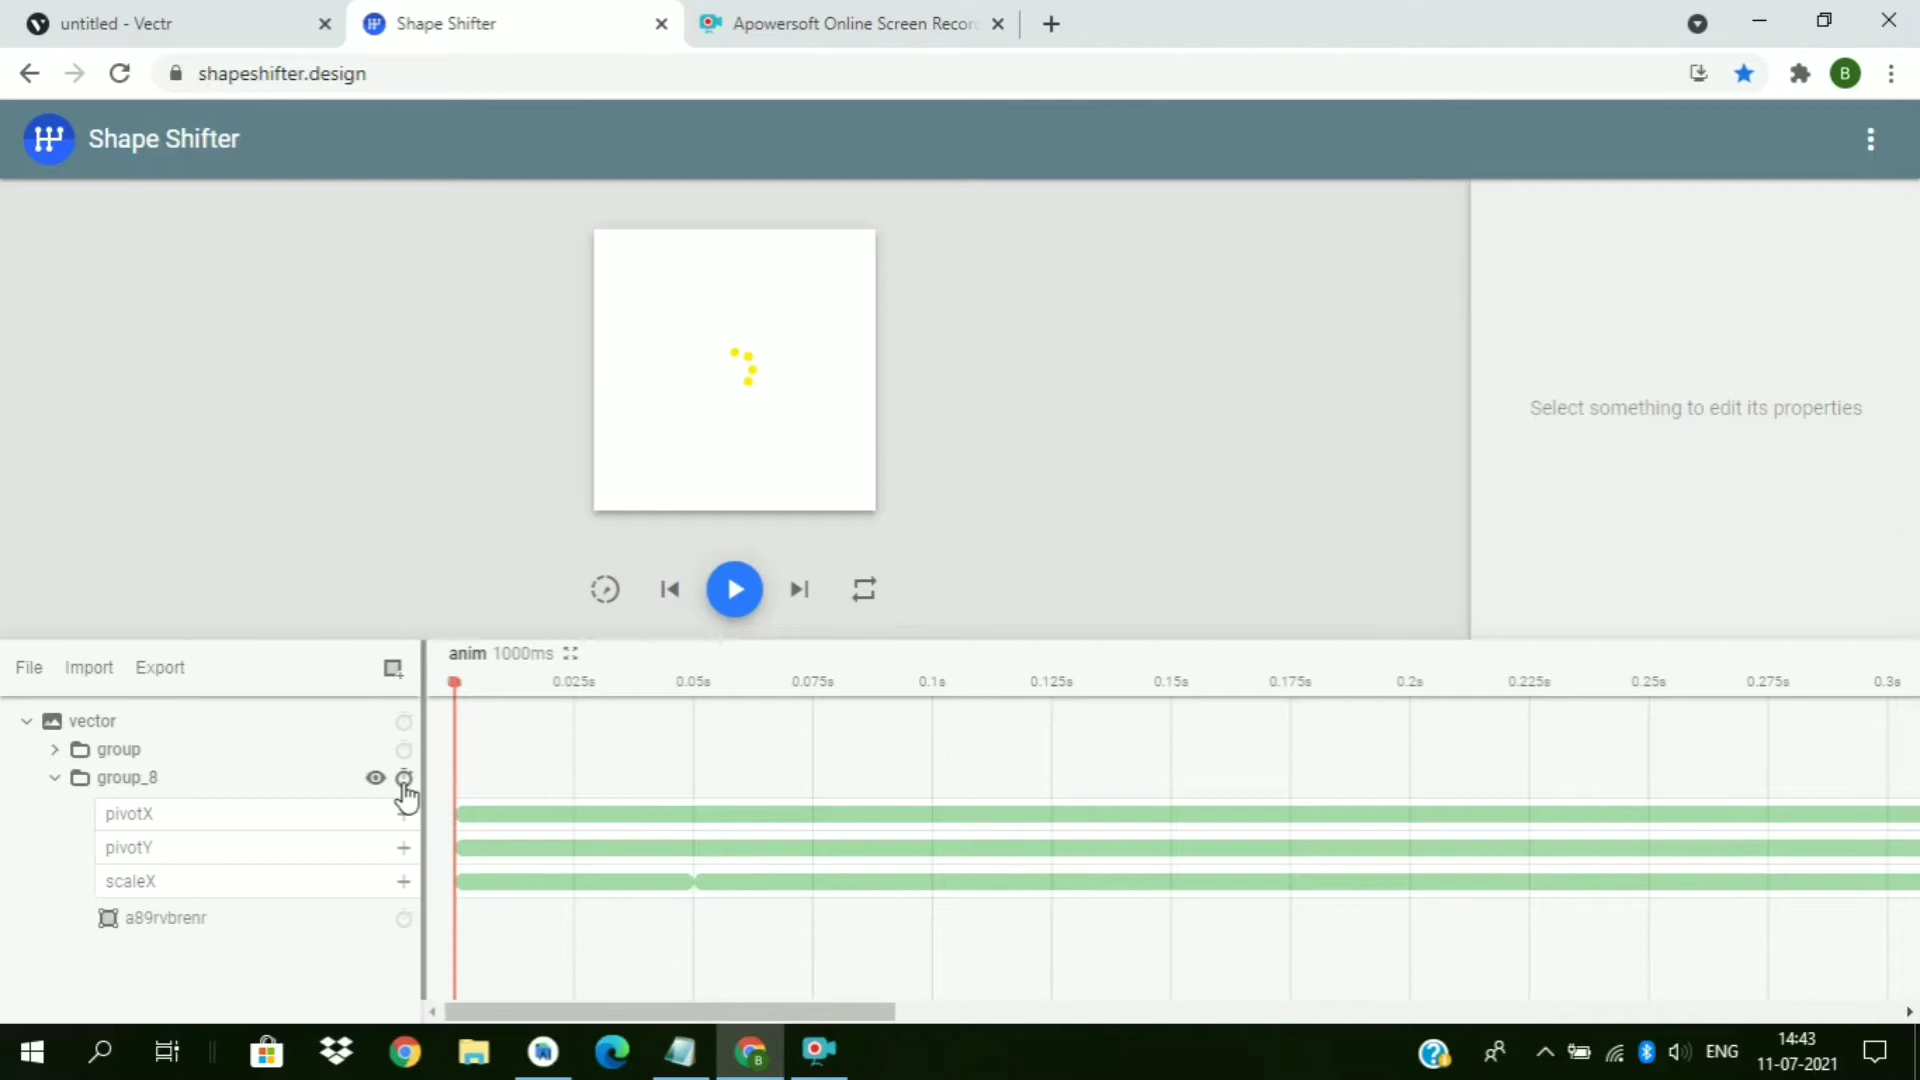 untitled - Vectr
Shape Shifter
Apowersoft Online Screen Recor
shapeshifter.design
B
Shape Shifter
Select something to edit its properties
File Import Export
anim 1000ms
0.025s 0.05s 0.075s 0.1s 0.125s 0.15s 0.175s 0.2s 0.225s 0.25s 0.275s 0.3s
vector
group
group_8
pivotX
pivotY
scaleX
a89rvbrenr
B
ENG
14:43
11-07-2021